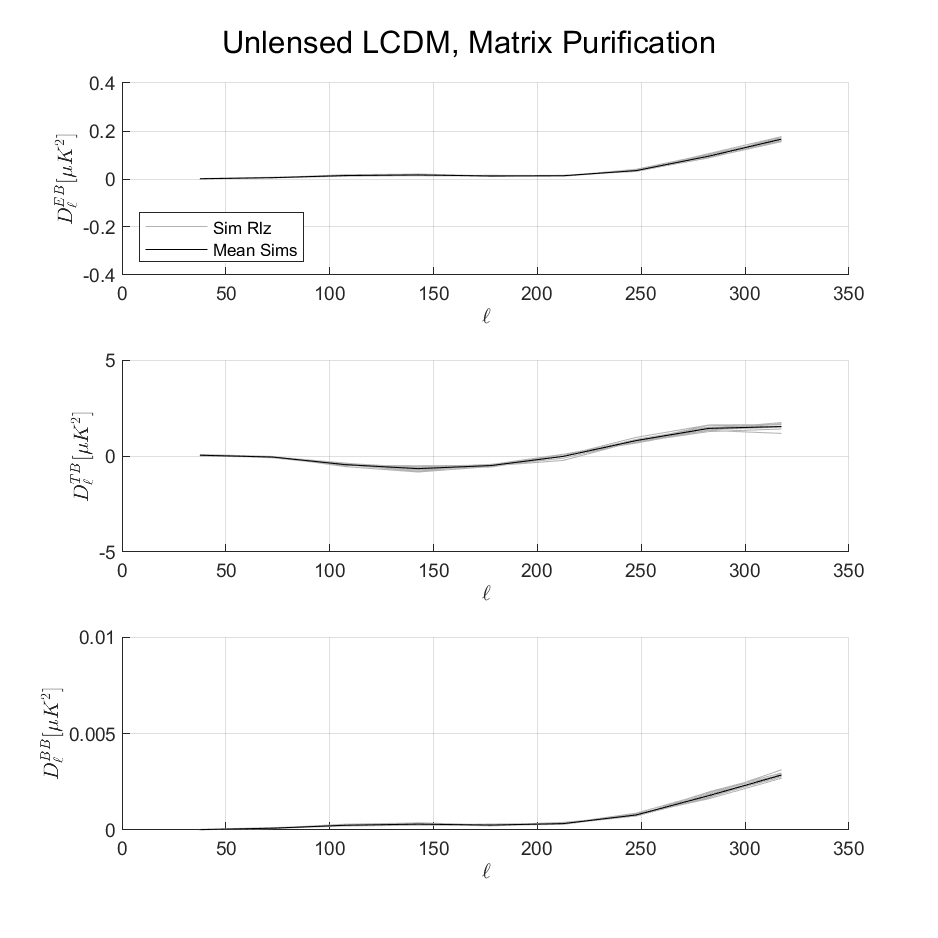 Unlensed LCDM, Matrix Purification
0.4
0.2
0
-0.2
-0.4
D_ℓ^{EB}[μK^2]
Sim Rlz
Mean Sims
0 50 100 150 200 250 300 350
ℓ
5
0
-5
D_ℓ^{TB}[μK^2]
0 50 100 150 200 250 300 350
ℓ
0.01
0.005
0
D_ℓ^{BB}[μK^2]
0 50 100 150 200 250 300 350
ℓ